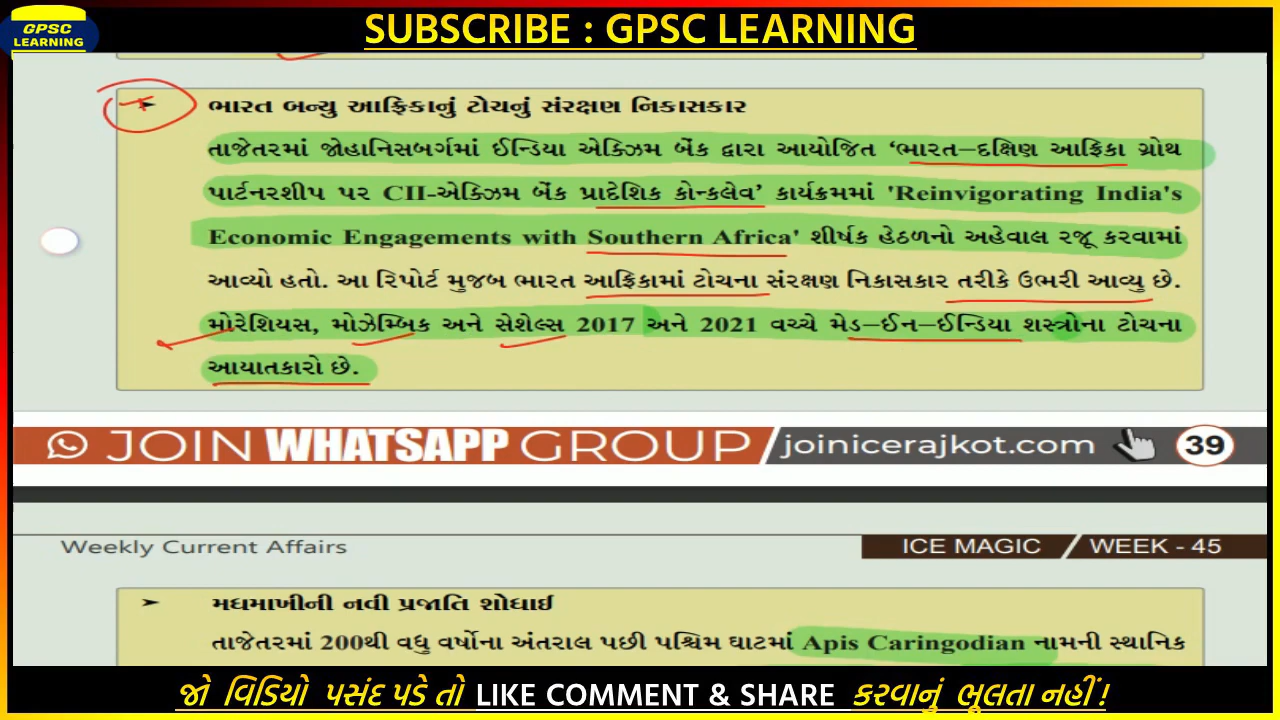 GPSC
LEARNING
SUBSCRIBE : GPSC LEARNING
ભારત બન્યુ આફ્રિકાનું ટોચનું સંરક્ષણ નિકાસકાર
તાજેતરમાં જોહાનિસબર્ગમાં ઈન્ડિયા એક્ઝિમ બેંક દ્વારા આયોજિત ‘ભારત–દક્ષિણ આફ્રિકા ગ્રોથ
પાર્ટનરશીપ પર CII-એક્ઝિમ બેંક પ્રાદેશિક કોન્કલેવ’ કાર્યક્રમમાં 'Reinvigorating India's
Economic Engagements with Southern Africa' શીર્ષક હેઠળનો અહેવાલ રજૂ કરવામાં
આવ્યો હતો. આ રિપોર્ટ મુજબ ભારત આફ્રિકામાં ટોચના સંરક્ષણ નિકાસકાર તરીકે ઉભરી આવ્યુ છે.
મોરેશિયસ, મોઝેમ્બિક અને સેશેલ્સ 2017 અને 2021 વચ્ચે મેડ–ઈન–ઈન્ડિયા શસ્ત્રોના ટોચના
આયાતકારો છે.
JOIN WHATSAPP GROUP joinicerajkot.com 39
Weekly Current Affairs ICE MAGIC / WEEK - 45
મધમાખીની નવી પ્રજાતિ શોધાઈ
તાજેતરમાં 200થી વધુ વર્ષોના અંતરાલ પછી પશ્ચિમ ઘાટમાં Apis Caringodian નામની સ્થાનિક
જો વિડિયો પસંદ પડે તો LIKE COMMENT & SHARE કરવાનું ભૂલતા નહીં!